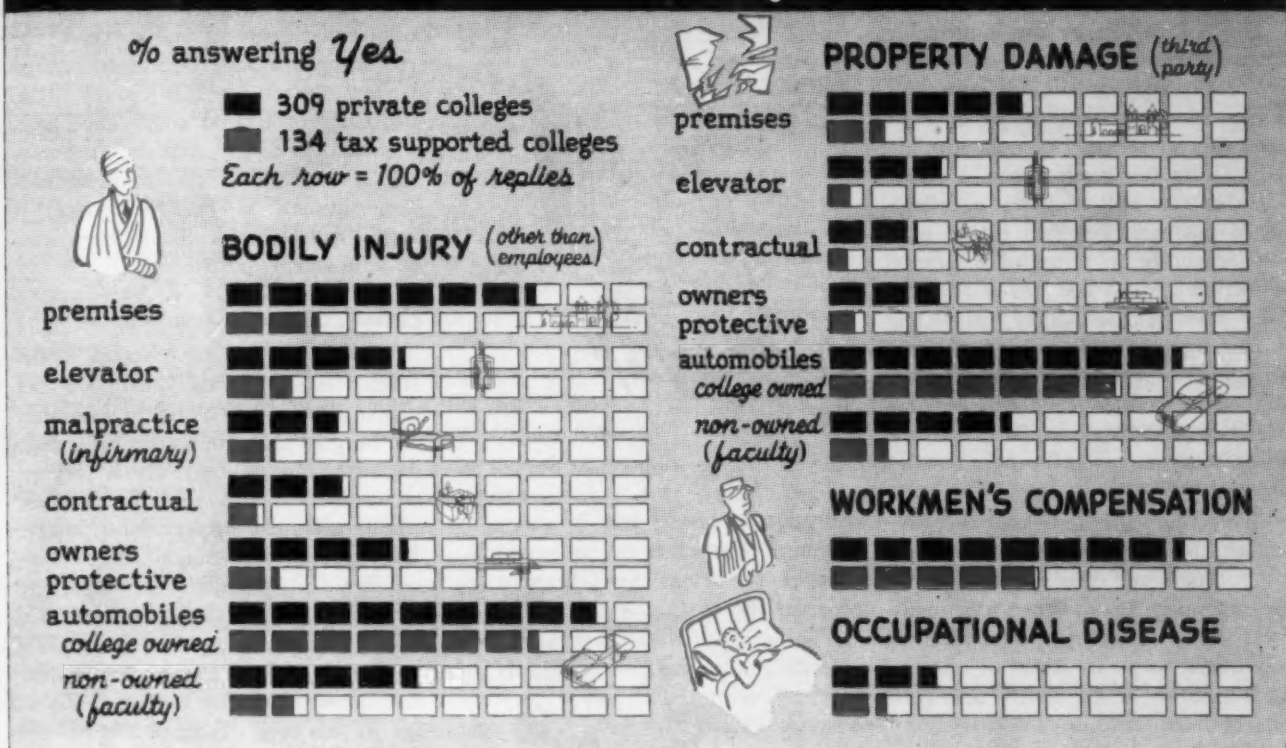 % answering Yes
309 private colleges
134 tax supported colleges
Each row = 100% of replies
BODILY INJURY (other than employees)
premises
elevator
malpractice
(infirmary)
contractual
owners
protective
automobiles
college owned
non-owned
(faculty)
PROPERTY DAMAGE (third party)
premises
elevator
contractual
owners
protective
automobiles
college owned
non-owned
(faculty)
WORKMEN'S COMPENSATION
OCCUPATIONAL DISEASE